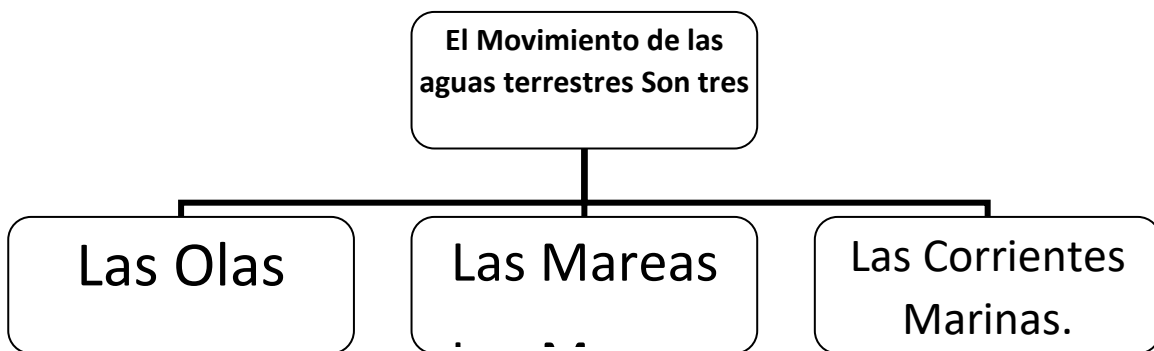 El Movimiento de las
aguas terrestres Son tres
Las Olas
Las Mareas
Las Corrientes
Marinas.